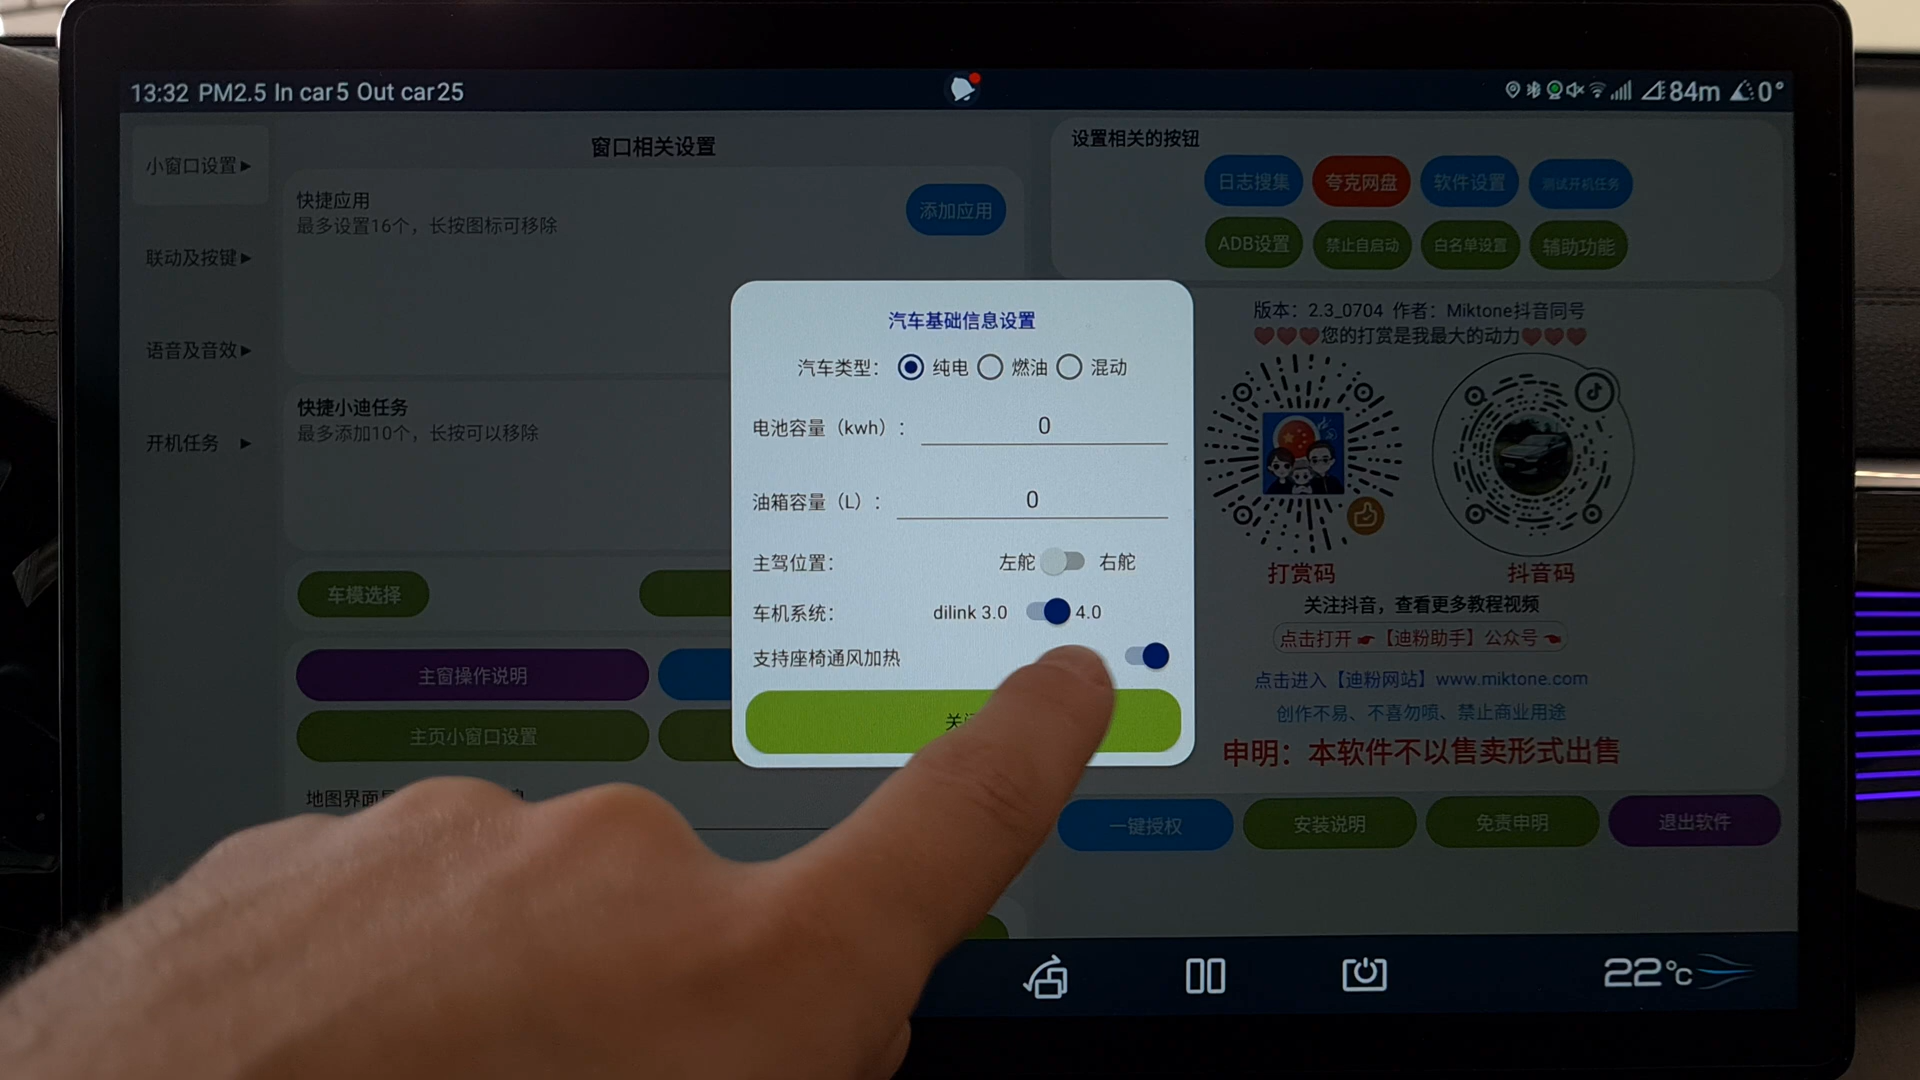 13:32 PM2.5 In car 5 Out car 25
84m 0°
小窗口设置▶
联动及按键▶
语音及音效▶
开机任务 ▶
窗口相关设置
快捷应用
最多设置16个，长按图标可移除
添加应用
快捷小迪任务
最多添加10个，长按可以移除
车模选择
主窗操作说明
主页小窗口设置
地图界面
汽车基础信息设置
汽车类型： 纯电 燃油 混动
电池容量（kwh）： 0
油箱容量（L）： 0
主驾位置： 左舵 右舵
车机系统： dilink 3.0 4.0
支持座椅通风加热
关
设置相关的按钮
日志搜集 夸克网盘 软件设置 测试开机任务
ADB设置 禁止自启动 白名单设置 辅助功能
版本：2.3_0704 作者：Miktone抖音同号
您的打赏是我最大的动力
打赏码 抖音码
关注抖音，查看更多教程视频
点击打开【迪粉助手】公众号
点击进入【迪粉网站】www.miktone.com
创作不易、不喜勿喷、禁止商业用途
申明：本软件不以售卖形式出售
一键授权 安装说明 免责申明 退出软件
22°C